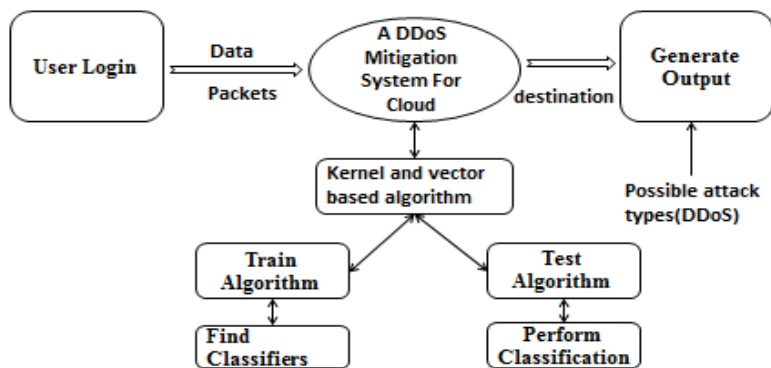 User Login
Data
Packets
A DDoS
Mitigation
System For
Cloud
destination
Generate
Output
Kernel and vector
based algorithm
Possible attack
types(DDoS)
Train
Algorithm
Test
Algorithm
Find
Classifiers
Perform
Classification